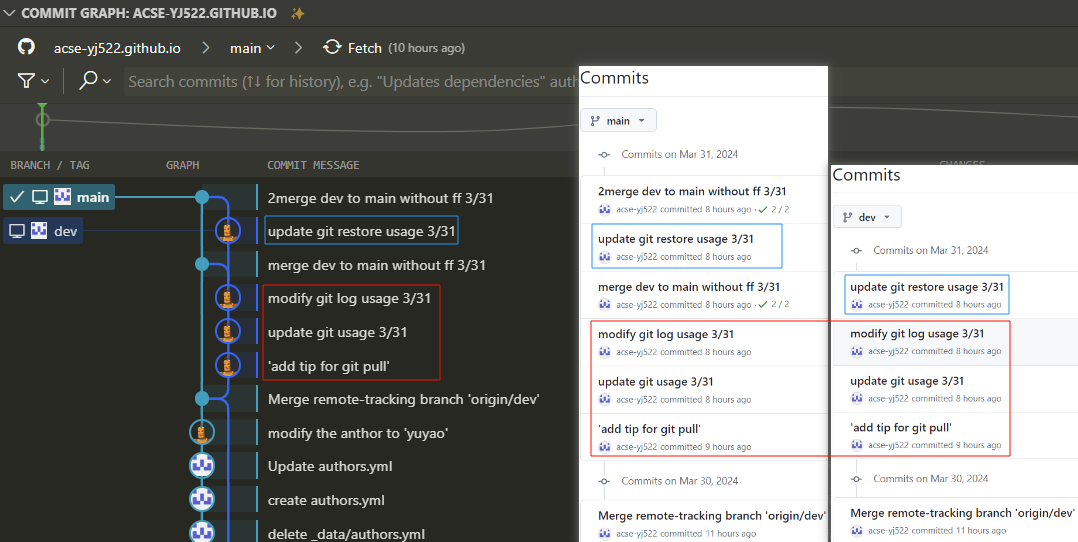 COMMIT GRAPH: ACSE-YJ522.GITHUB.IO
acse-yj522.github.io main Fetch (10 hours ago)
Search commits (↑↓ for history), e.g. "Updates dependencies" auth
BRANCH / TAG GRAPH COMMIT MESSAGE CHANGES
main 2merge dev to main without ff 3/31
dev update git restore usage 3/31
merge dev to main without ff 3/31
modify git log usage 3/31
update git usage 3/31
'add tip for git pull'
Merge remote-tracking branch 'origin/dev'
modify the anthor to 'yuyao'
Update authors.yml
create authors.yml
delete _data/authors.yml
Commits
main
Commits on Mar 31, 2024
2merge dev to main without ff 3/31
acse-yj522 committed 8 hours ago · ✓ 2 / 2
update git restore usage 3/31
acse-yj522 committed 8 hours ago
merge dev to main without ff 3/31
acse-yj522 committed 8 hours ago · ✓ 2 / 2
modify git log usage 3/31
acse-yj522 committed 8 hours ago
update git usage 3/31
acse-yj522 committed 8 hours ago
'add tip for git pull'
acse-yj522 committed 9 hours ago
Commits on Mar 30, 2024
Merge remote-tracking branch 'origin/dev'
acse-yj522 committed 11 hours ago
Commits
dev
Commits on Mar 31, 2024
update git restore usage 3/31
acse-yj522 committed 8 hours ago
modify git log usage 3/31
acse-yj522 committed 8 hours ago
update git usage 3/31
acse-yj522 committed 8 hours ago
'add tip for git pull'
acse-yj522 committed 9 hours ago
Commits on Mar 30, 2024
Merge remote-tracking branch 'origin/dev'
acse-yj522 committed 11 hours ago